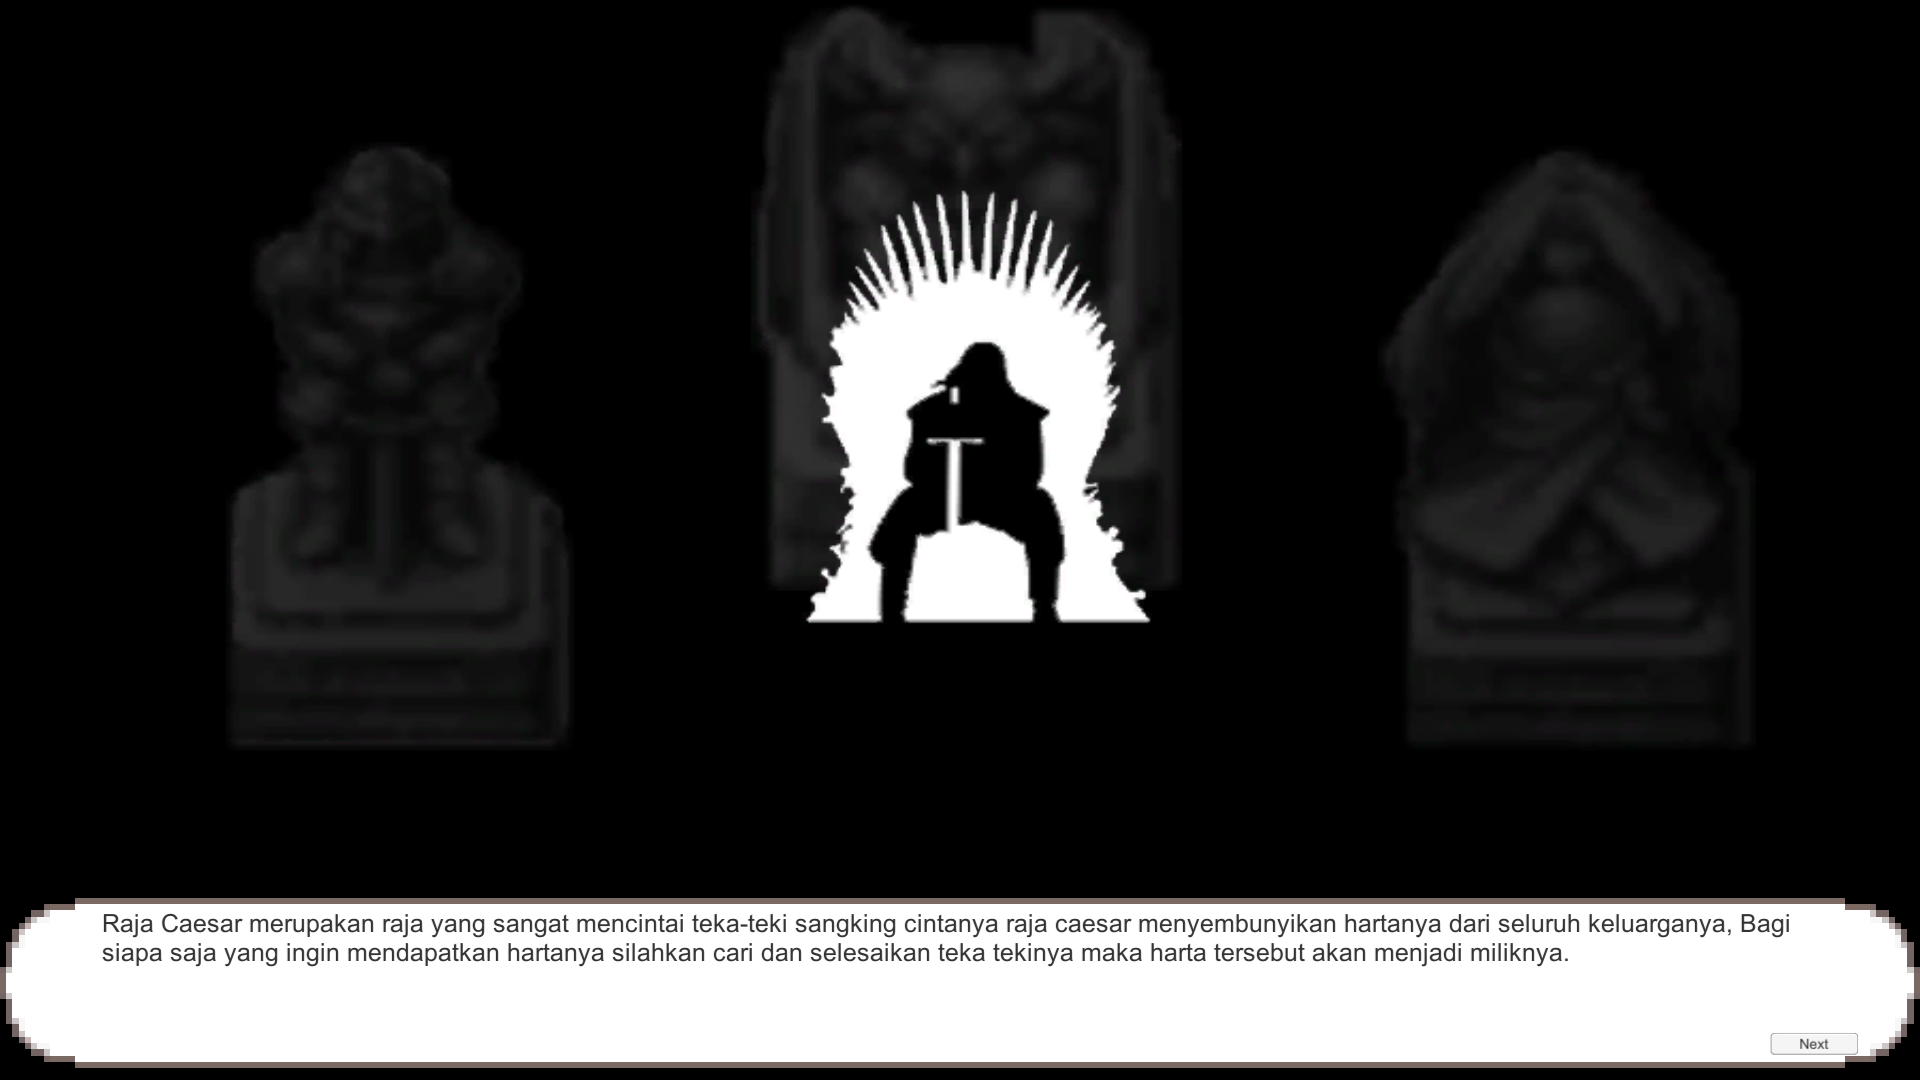 Raja Caesar merupakan raja yang sangat mencintai teka-teki sangking cintanya raja caesar menyembunyikan hartanya dari seluruh keluarganya, Bagi
siapa saja yang ingin mendapatkan hartanya silahkan cari dan selesaikan teka tekinya maka harta tersebut akan menjadi miliknya.
Next